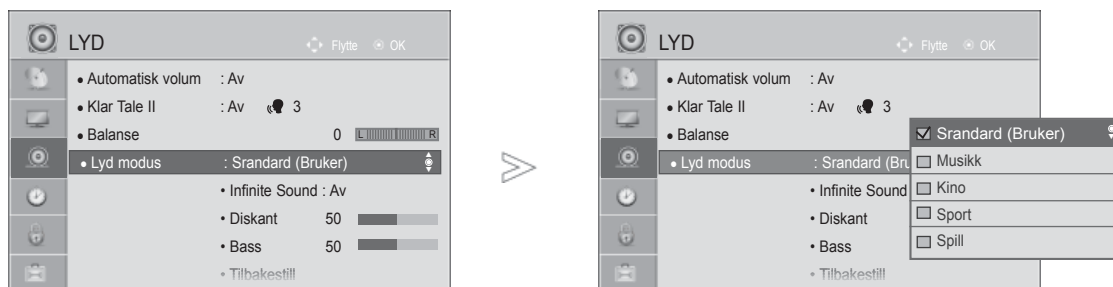 LYD Flytte OK
• Automatisk volum : Av
• Klar Tale II : Av 3
• Balanse 0 L R
• Lyd modus : Srandard (Bruker)
• Infinite Sound : Av
• Diskant 50
• Bass 50
• Tilbakestill
LYD Flytte OK
• Automatisk volum : Av
• Klar Tale II : Av 3
• Balanse
• Lyd modus : Srandard (Bru
• Infinite Sound
• Diskant
• Bass
• Tilbakestill
Srandard (Bruker)
Musikk
Kino
Sport
Spill